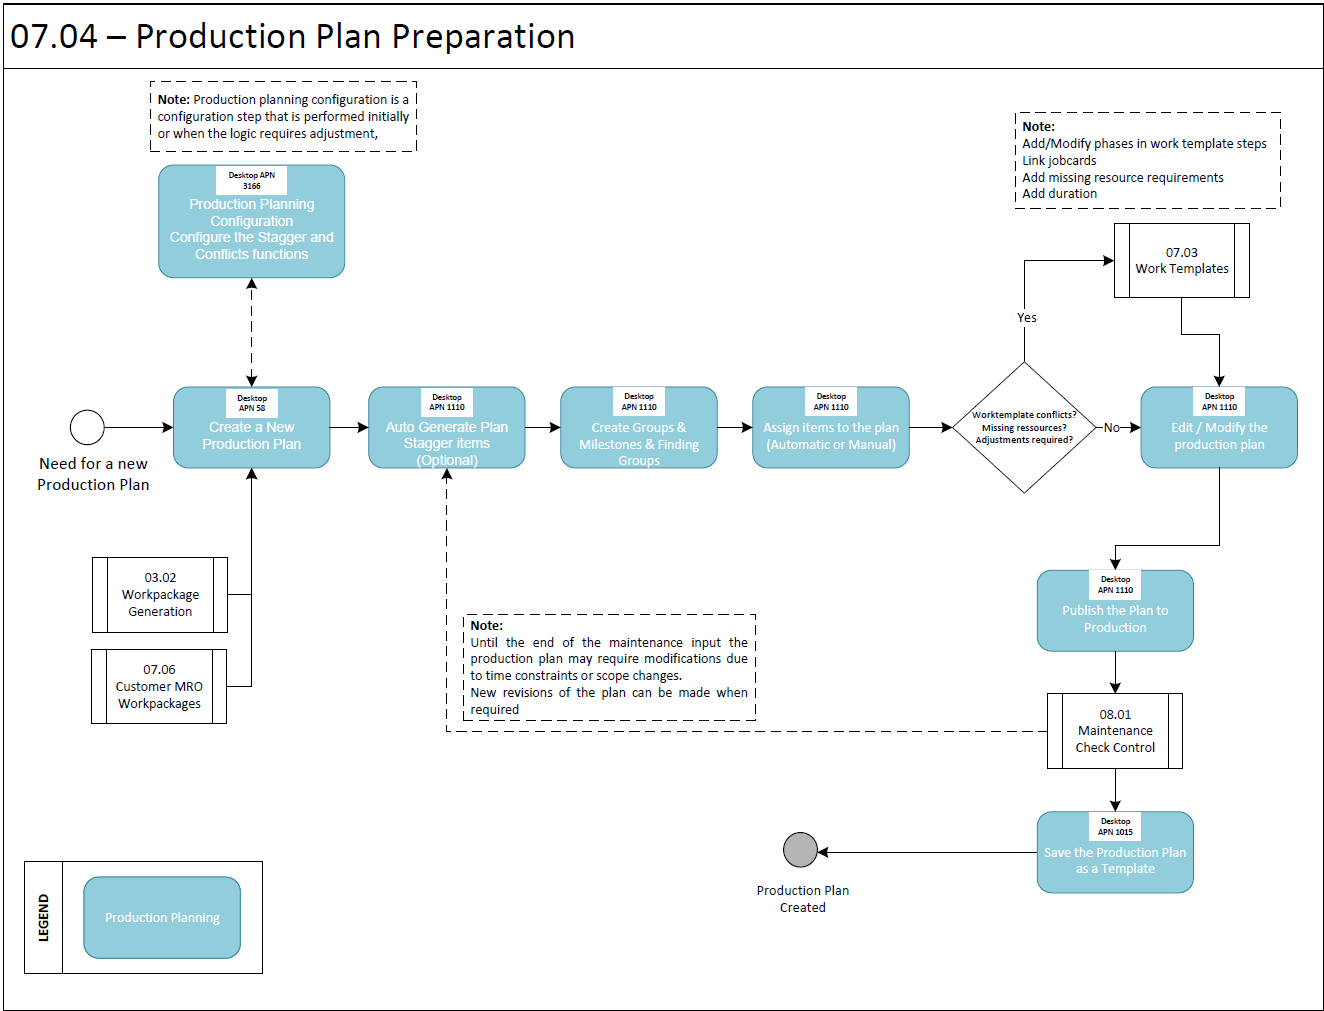 07.04 – Production Plan Preparation
Note: Production planning configuration is a
configuration step that is performed initially
or when the logic requires adjustment,
Note:
Add/Modify phases in work template steps
Link jobcards
Add missing resource requirements
Add duration
Desktop APN
3166
Production Planning
Configuration
Configure the Stagger and
Conflicts functions
07.03
Work Templates
Yes
Need for a new
Production Plan
Desktop
APN 58
Create a New
Production Plan
Desktop
APN 1110
Auto Generate Plan
Stagger items
(Optional)
Desktop
APN 1110
Create Groups &
Milestones & Finding
Groups
Desktop
APN 1110
Assign items to the plan
(Automatic or Manual)
Worktemplate conflicts?
Missing ressources?
Adjustments required?
No
Desktop
APN 1110
Edit / Modify the
production plan
03.02
Workpackage
Generation
07.06
Customer MRO
Workpackages
Note:
Until the end of the maintenance input the
production plan may require modifications due
to time constraints or scope changes.
New revisions of the plan can be made when
required
Desktop
APN 1110
Publish the Plan to
Production
08.01
Maintenance
Check Control
Desktop
APN 1015
Save the Production Plan
as a Template
Production Plan
Created
LEGEND
Production Planning